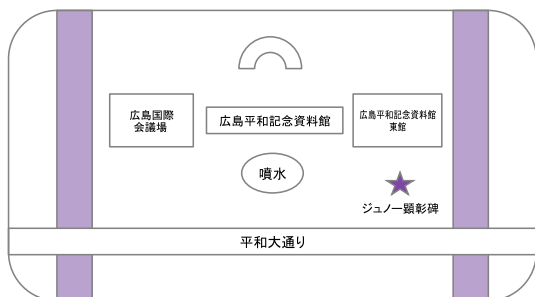 広島国際
会議場
広島平和記念資料館
広島平和記念資料館
東館
噴水
ジュノー顕彰碑
平和大通り